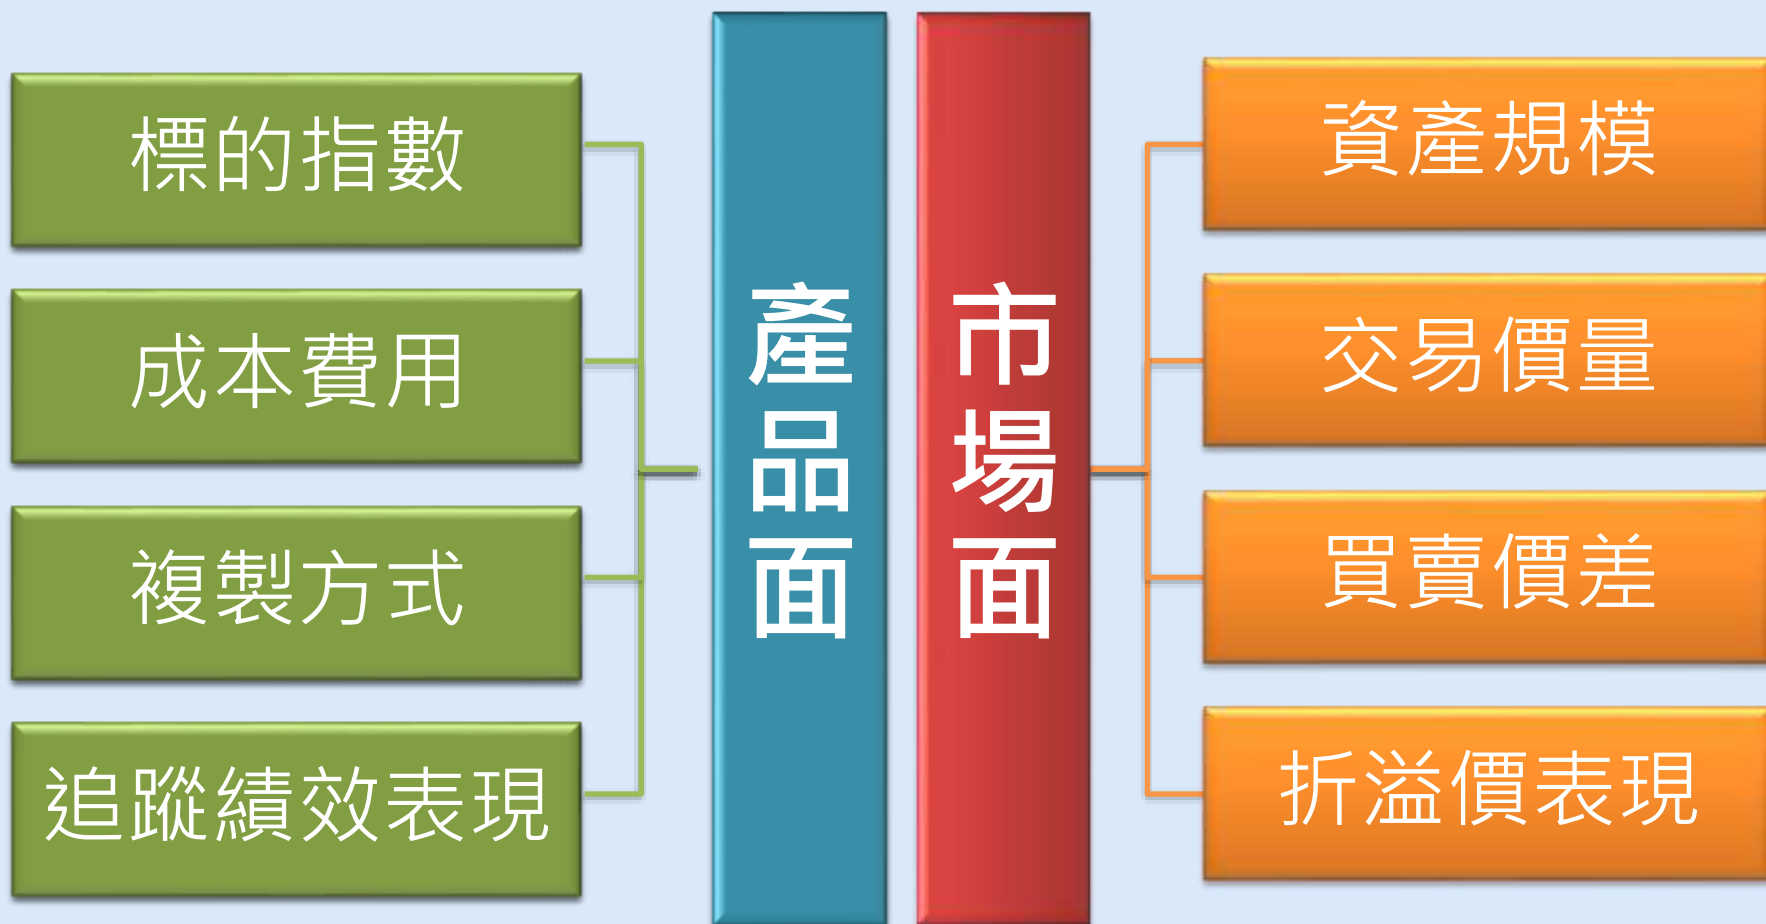 標的指數
成本費用
複製方式
追蹤績效表現
產品面
市場面
資產規模
交易價量
買賣價差
折溢價表現